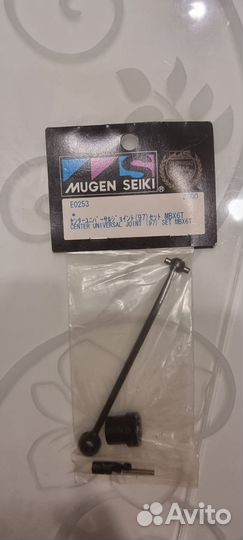 MUGEN SEIKI®
E0253
センターユニバーサルジョイント(97)セット MBX6T
CENTER UNIVERSAL JOINT (97) SET MBX6T
Avito